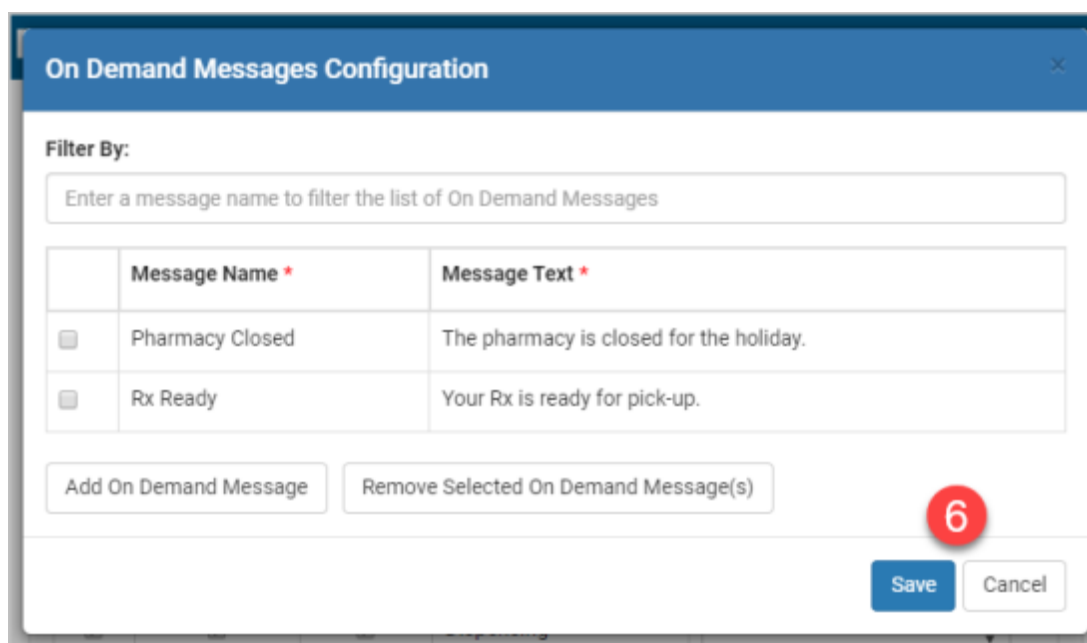 On Demand Messages Configuration ×
Filter By:
Enter a message name to filter the list of On Demand Messages
Message Name * Message Text *
Pharmacy Closed The pharmacy is closed for the holiday.
Rx Ready Your Rx is ready for pick-up.
Add On Demand Message Remove Selected On Demand Message(s)
6
Save Cancel